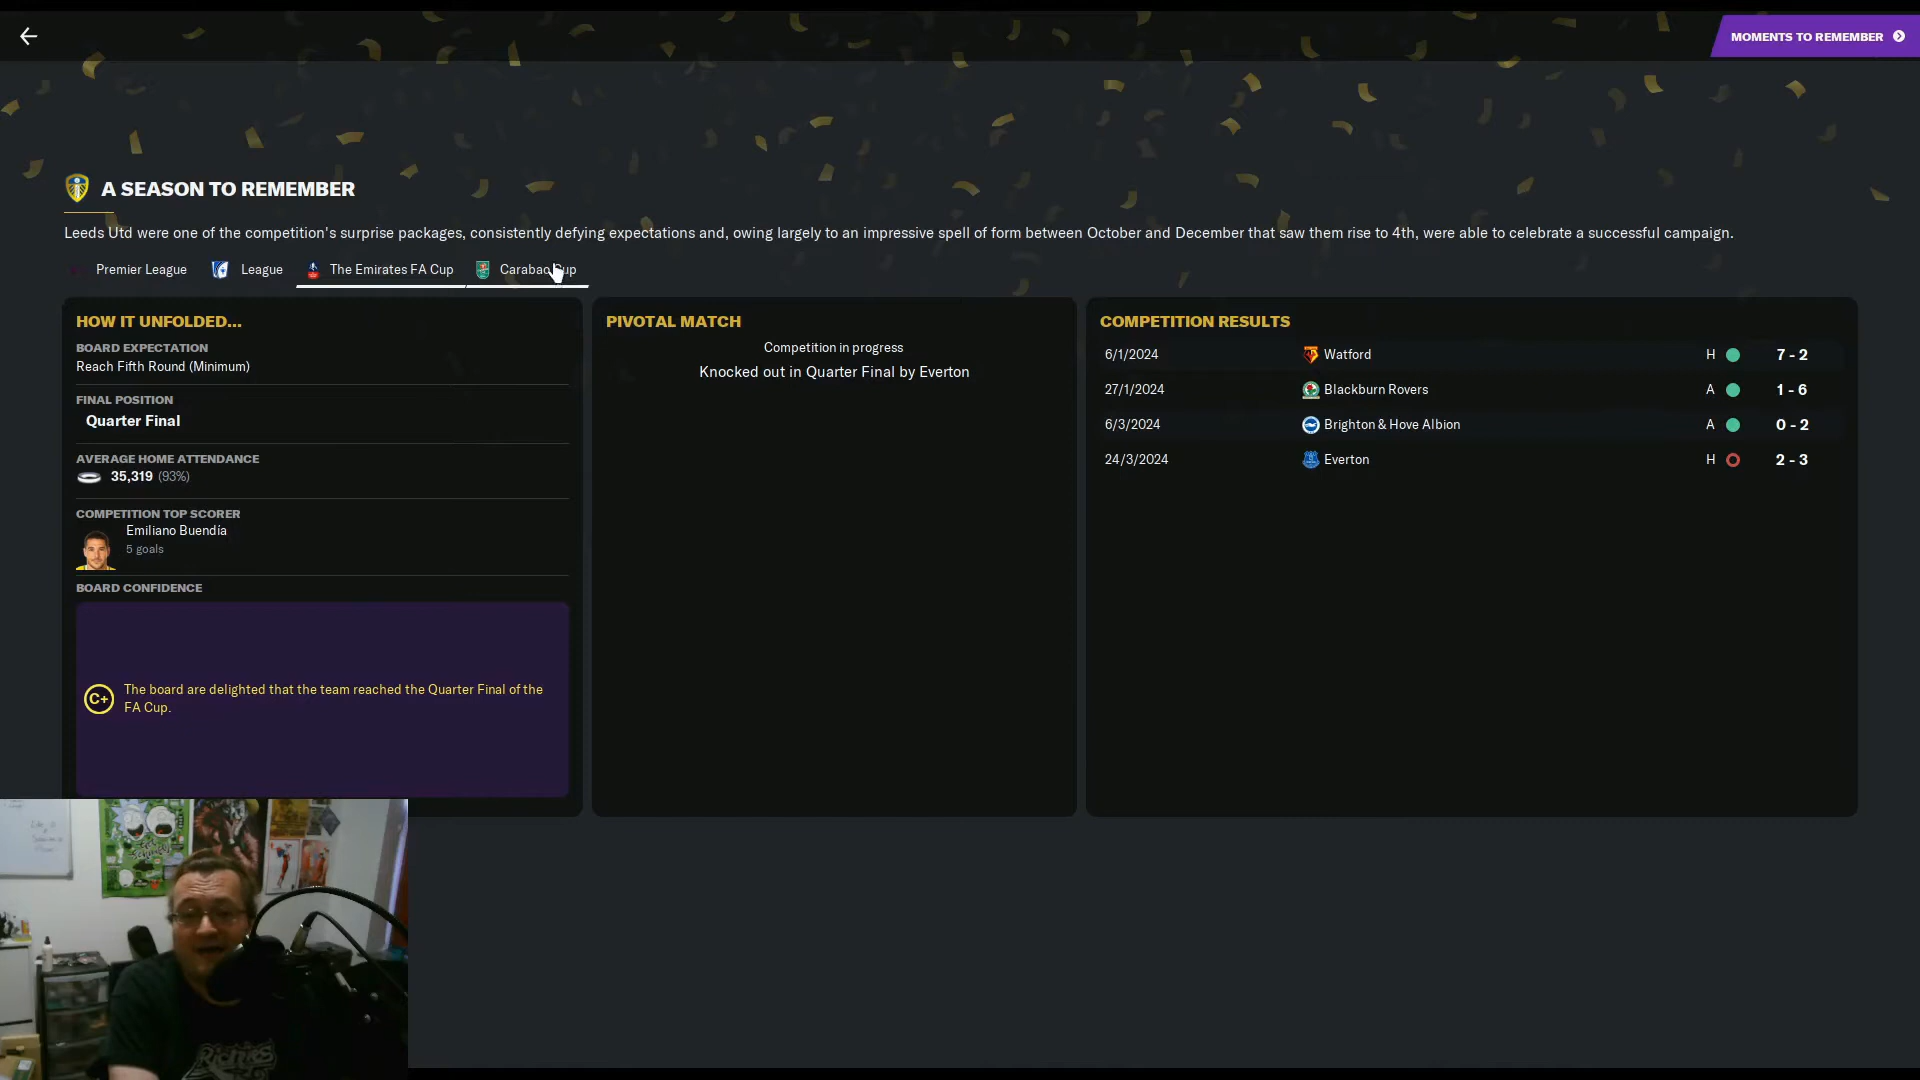 MOMENTS TO REMEMBER
A SEASON TO REMEMBER
Leeds Utd were one of the competition's surprise packages, consistently defying expectations and, owing largely to an impressive spell of form between October and December that saw them rise to 4th, were able to celebrate a successful campaign.
Premier League League The Emirates FA Cup Carabao Cup
HOW IT UNFOLDED...
BOARD EXPECTATION
Reach Fifth Round (Minimum)
FINAL POSITION
Quarter Final
AVERAGE HOME ATTENDANCE
35,319 (93%)
COMPETITION TOP SCORER
Emiliano Buendía
5 goals
BOARD CONFIDENCE
C+
The board are delighted that the team reached the Quarter Final of the
FA Cup.
PIVOTAL MATCH
Competition in progress
Knocked out in Quarter Final by Everton
COMPETITION RESULTS
6/1/2024 Watford H 7 - 2
27/1/2024 Blackburn Rovers A 1 - 6
6/3/2024 Brighton & Hove Albion A 0 - 2
24/3/2024 Everton H 2 - 3